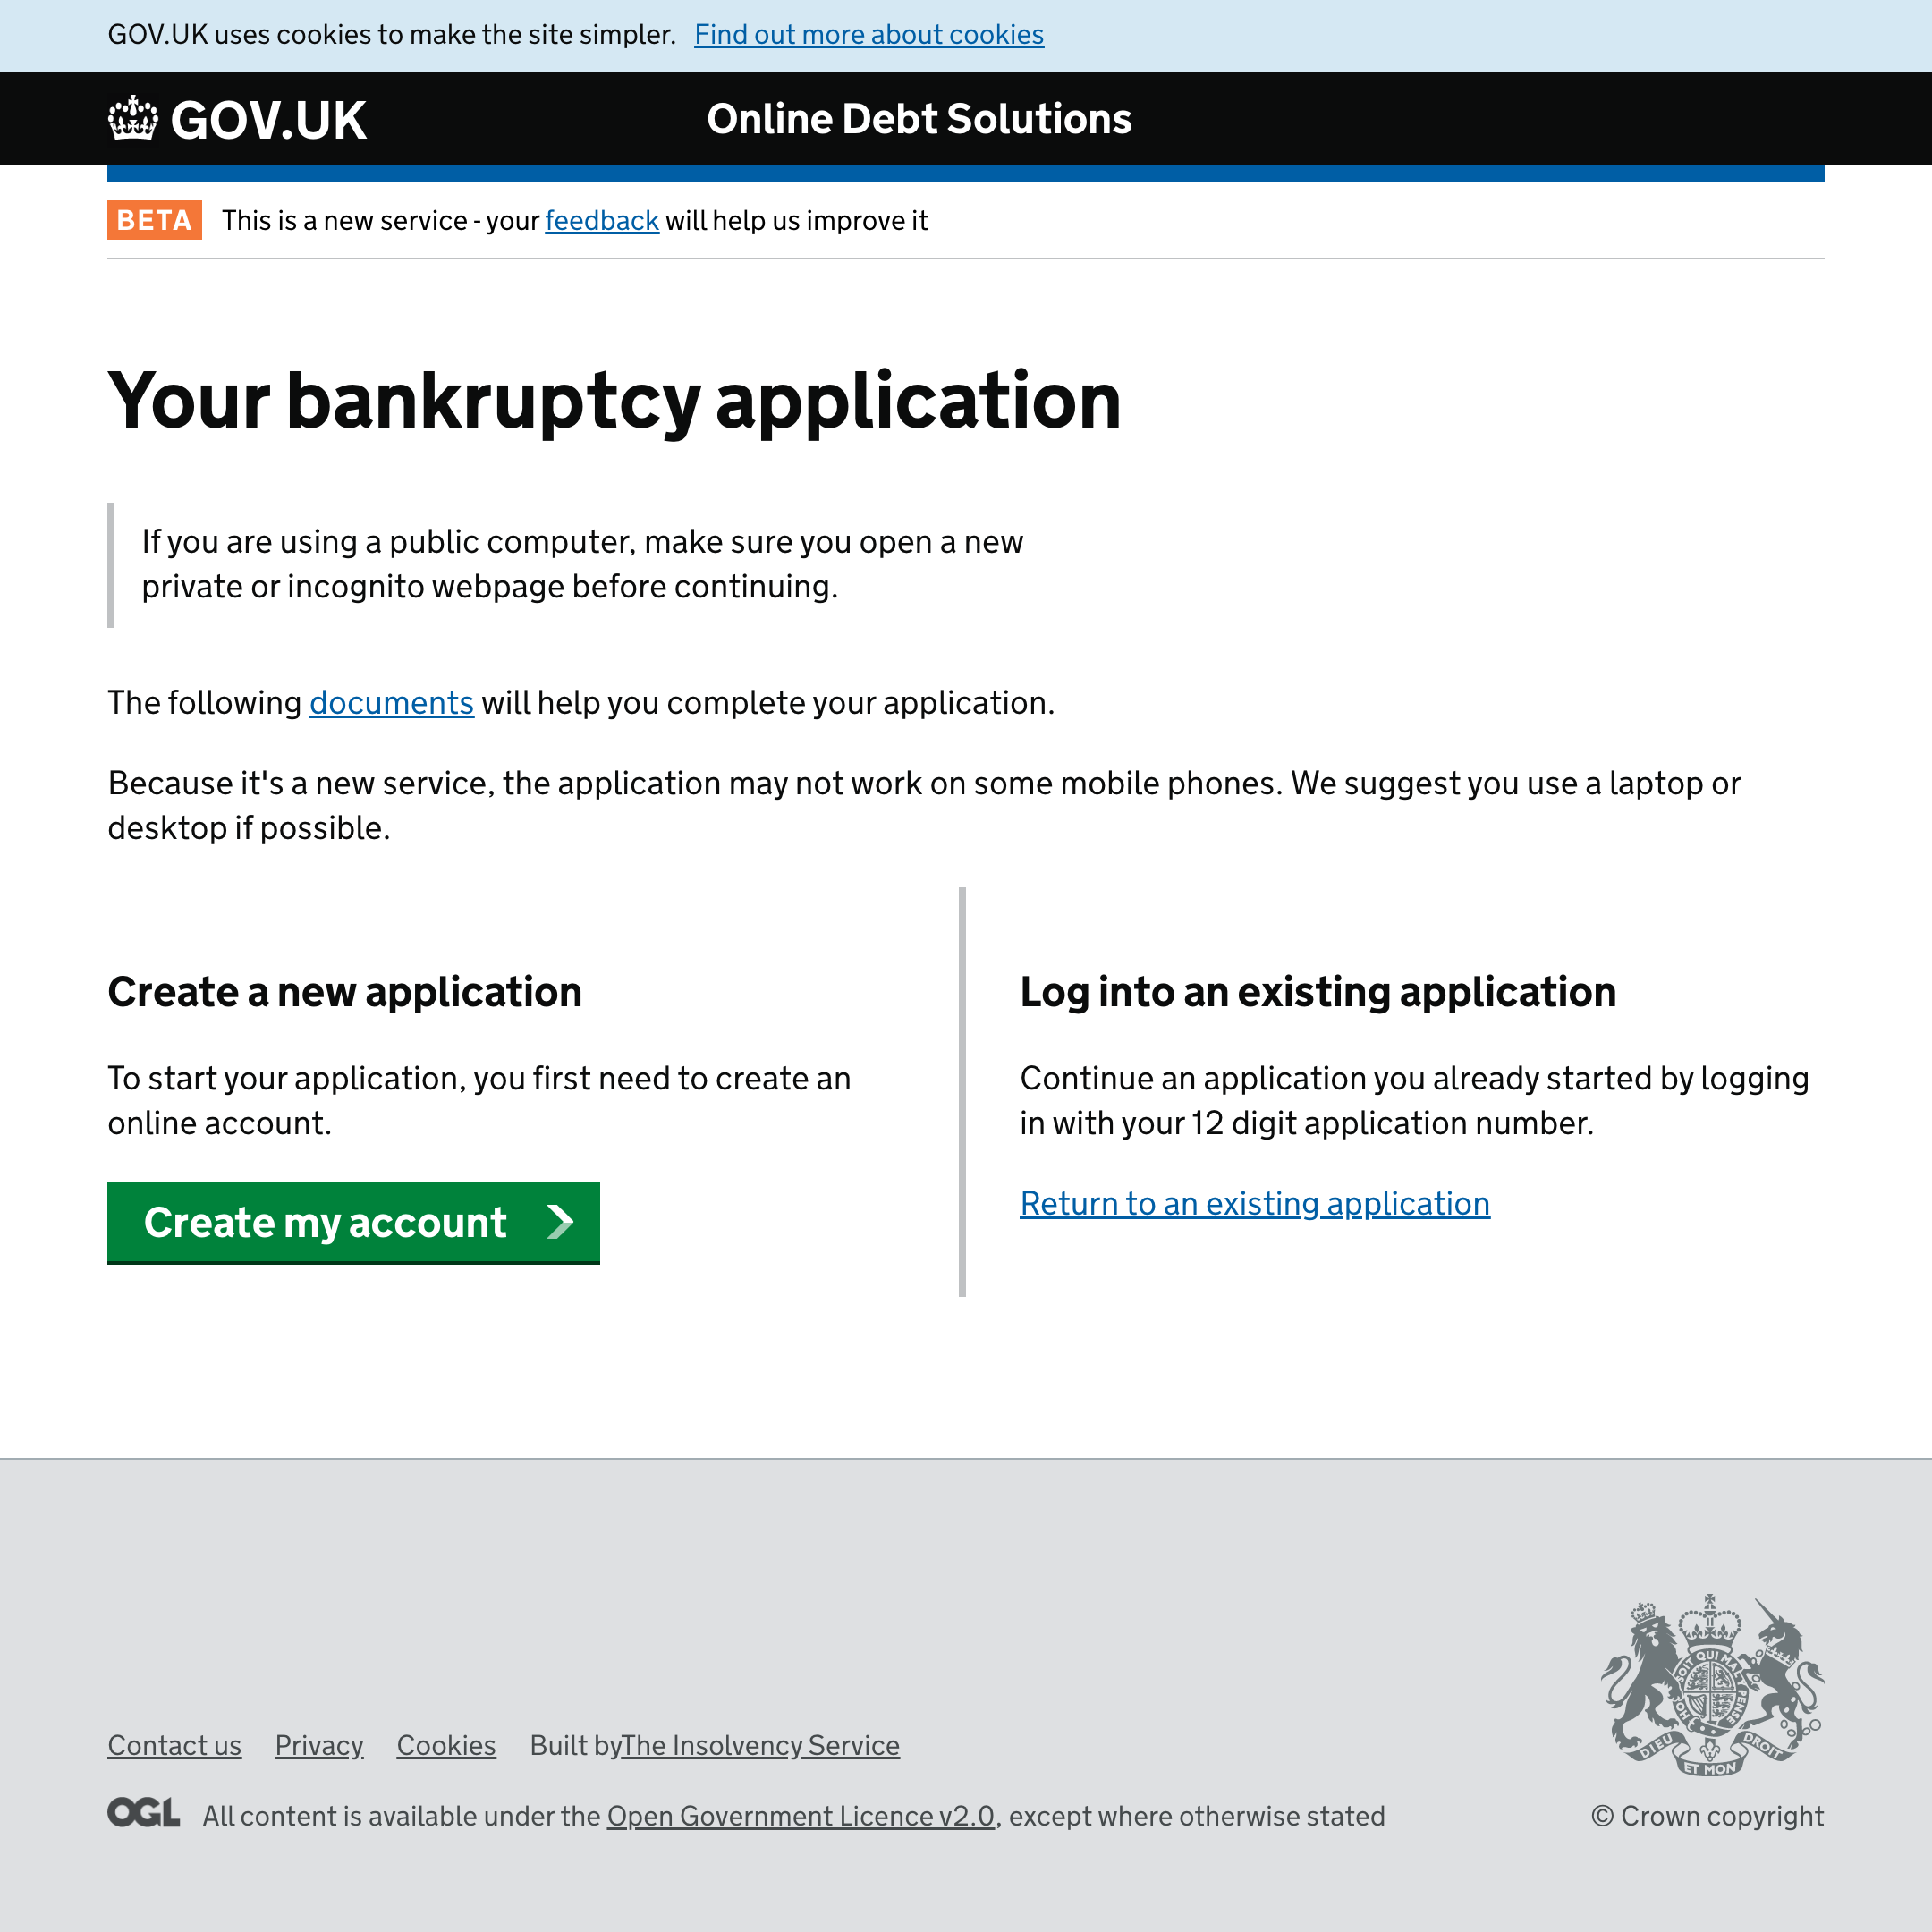 GOV.UK uses cookies to make the site simpler. Find out more about cookies
GOV.UK
Online Debt Solutions
BETA This is a new service - your feedback will help us improve it
Your bankruptcy application
If you are using a public computer, make sure you open a new
private or incognito webpage before continuing.
The following documents will help you complete your application.
Because it's a new service, the application may not work on some mobile phones. We suggest you use a laptop or
desktop if possible.
Create a new application
To start your application, you first need to create an
online account.
Create my account
Log into an existing application
Continue an application you already started by logging
in with your 12 digit application number.
Return to an existing application
Contact us Privacy Cookies Built byThe Insolvency Service
OGL All content is available under the Open Government Licence v2.0, except where otherwise stated
DIEU ET MON DROIT
© Crown copyright